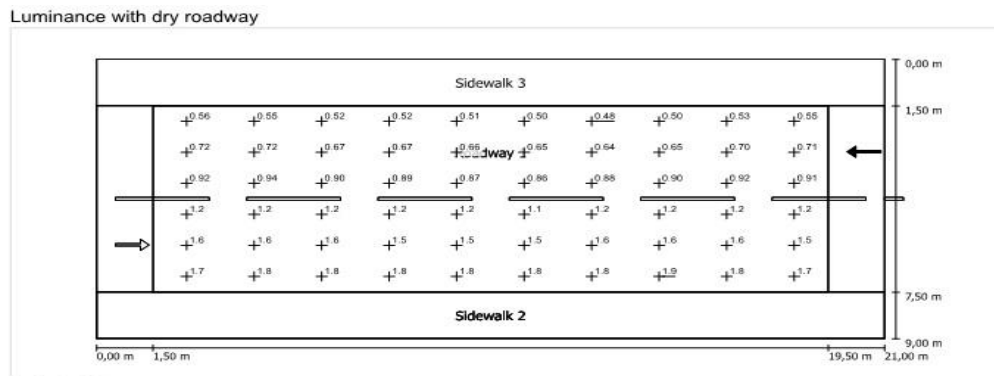 Luminance with dry roadway
0,00 m
Sidewalk 3
1,50 m
0.56 0.55 0.52 0.52 0.51 0.50 0.48 0.50 0.53 0.55
0.72 0.72 0.67 0.67 0.66 0.65 0.64 0.65 0.70 0.71
Roadway 1
0.92 0.94 0.90 0.89 0.87 0.86 0.88 0.90 0.92 0.91
1.2 1.2 1.2 1.2 1.2 1.1 1.2 1.2 1.2 1.2
1.6 1.6 1.6 1.5 1.5 1.5 1.6 1.6 1.6 1.5
1.7 1.8 1.8 1.8 1.8 1.8 1.8 1.9 1.8 1.7
7,50 m
Sidewalk 2
9,00 m
0,00 m 1,50 m 19,50 m 21,00 m